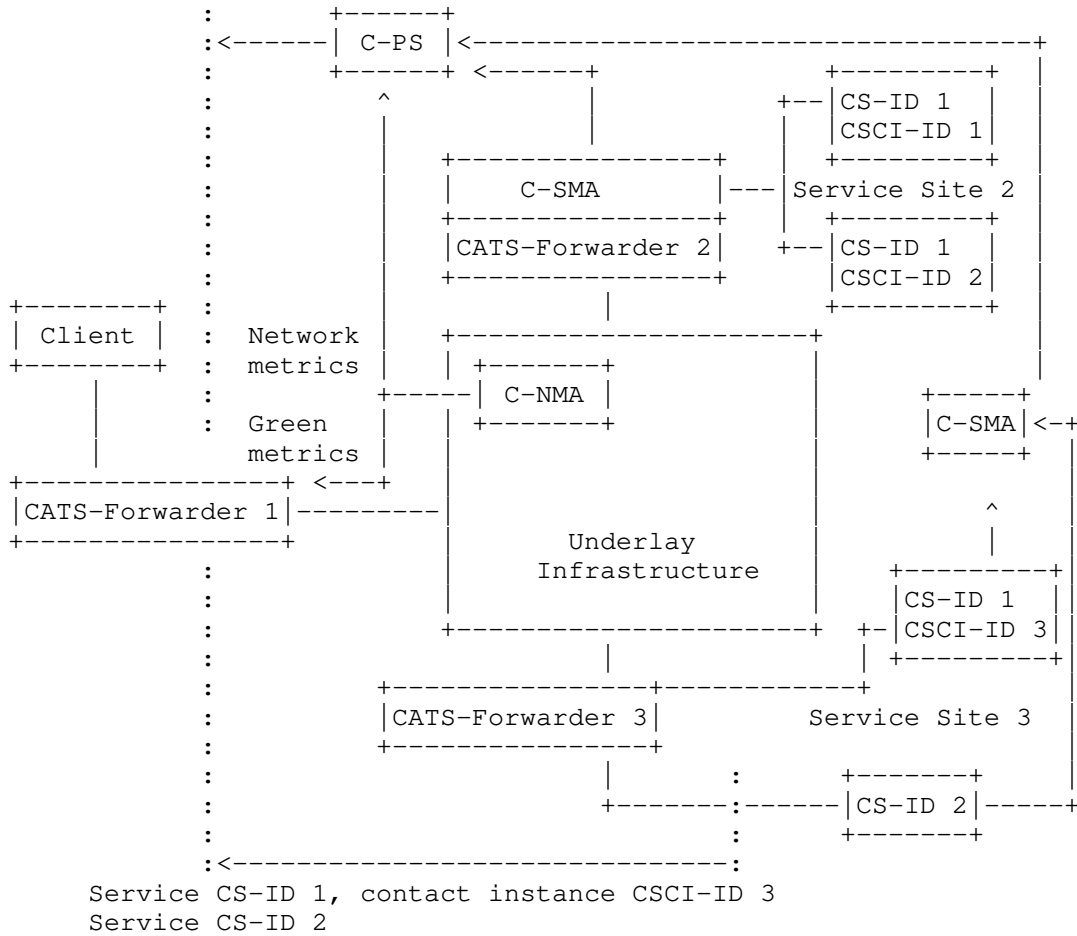 C-PS
CS-ID 1
CSCI-ID 1
C-SMA
Service Site 2
CATS-Forwarder 2
CS-ID 1
CSCI-ID 2
Client
Network
metrics
C-NMA
C-SMA
Green
metrics
CATS-Forwarder 1
Underlay
Infrastructure
CS-ID 1
CSCI-ID 3
CATS-Forwarder 3
Service Site 3
CS-ID 2
Service CS-ID 1, contact instance CSCI-ID 3
Service CS-ID 2